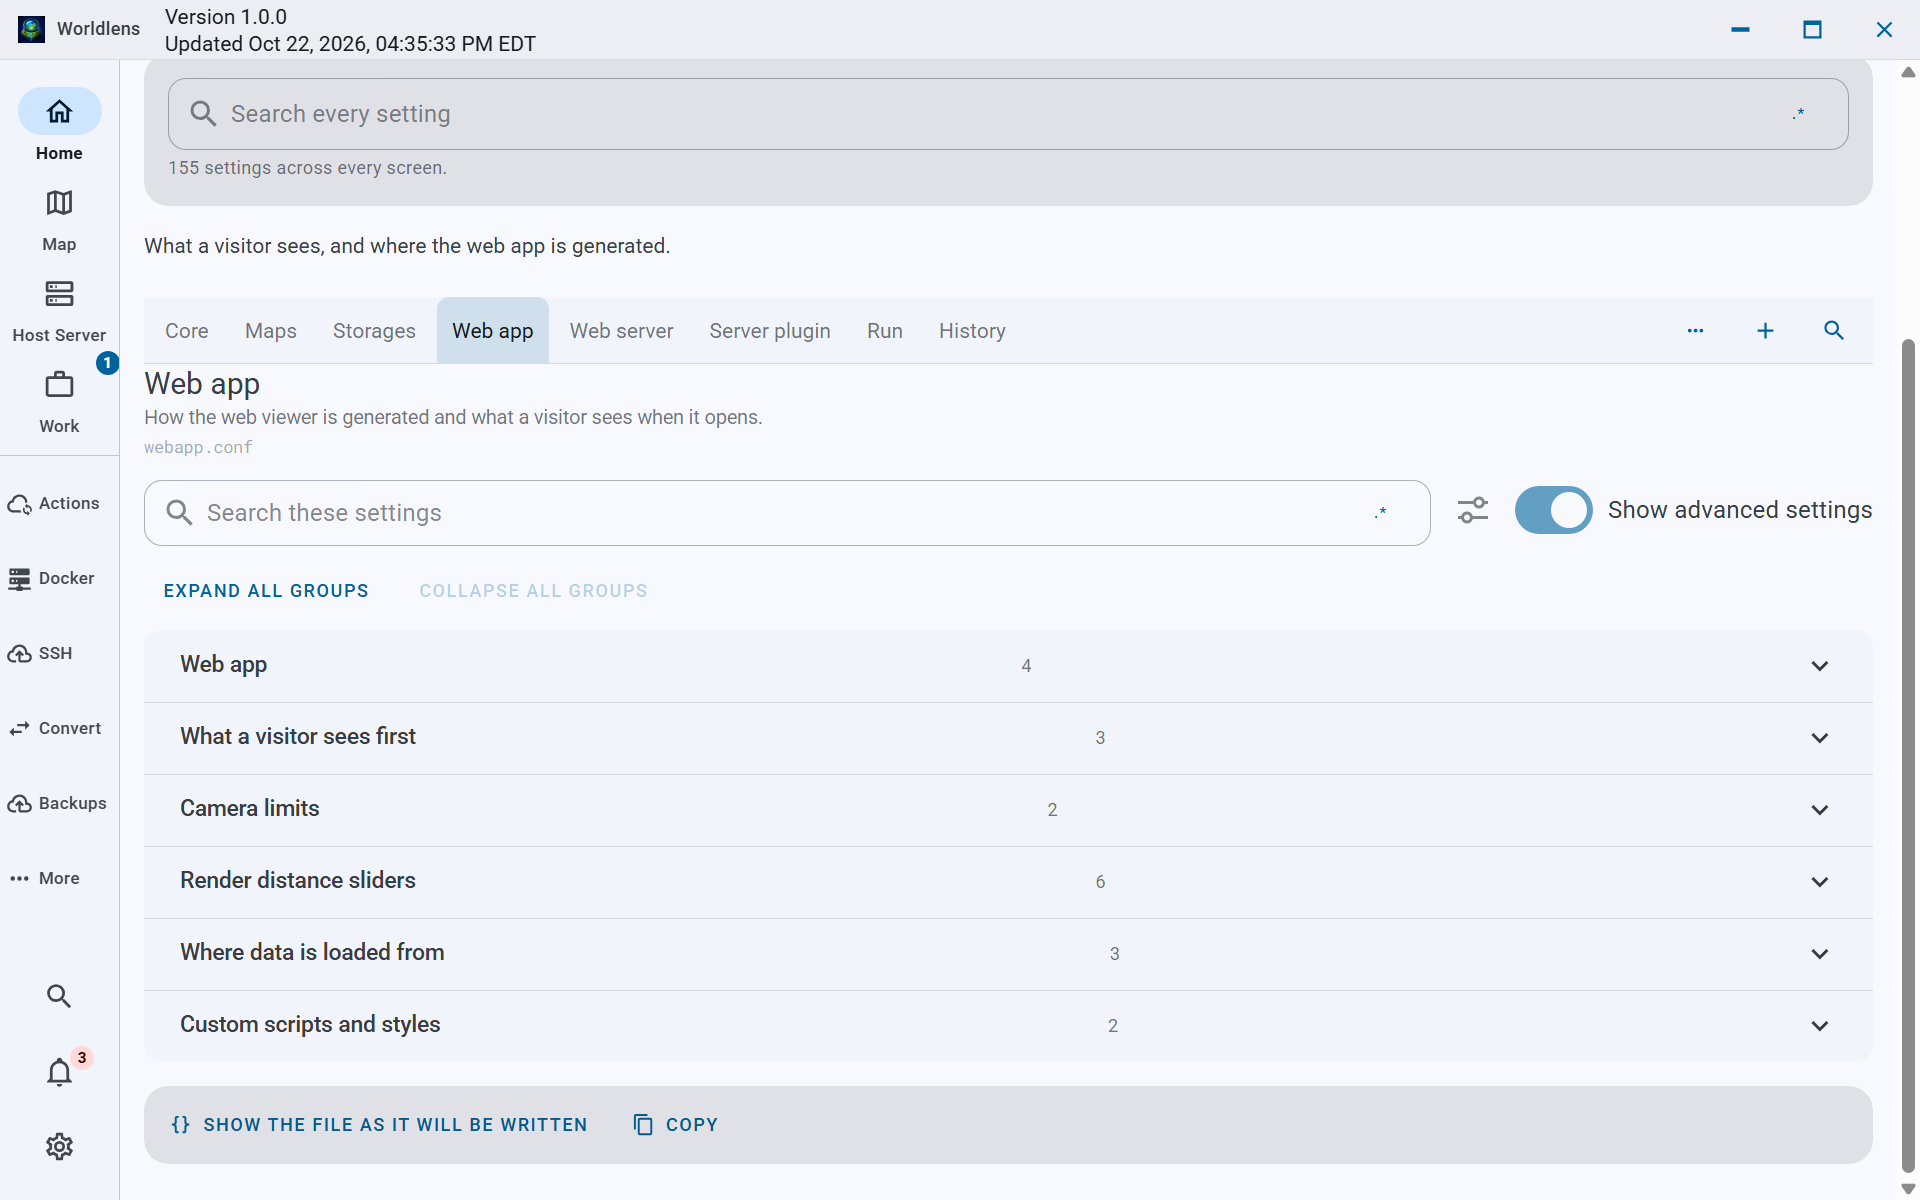 Worldlens
Version 1.0.0
Updated Oct 22, 2026, 04:35:33 PM EDT
Home
Map
Host Server
1
Work
Actions
Docker
SSH
Convert
Backups
More
3
Search every setting
.*
155 settings across every screen.
What a visitor sees, and where the web app is generated.
Core
Maps
Storages
Web app
Web server
Server plugin
Run
History
Web app
How the web viewer is generated and what a visitor sees when it opens.
webapp.conf
Search these settings
.*
Show advanced settings
EXPAND ALL GROUPS
COLLAPSE ALL GROUPS
Web app 4
What a visitor sees first 3
Camera limits 2
Render distance sliders 6
Where data is loaded from 3
Custom scripts and styles 2
{} SHOW THE FILE AS IT WILL BE WRITTEN
COPY